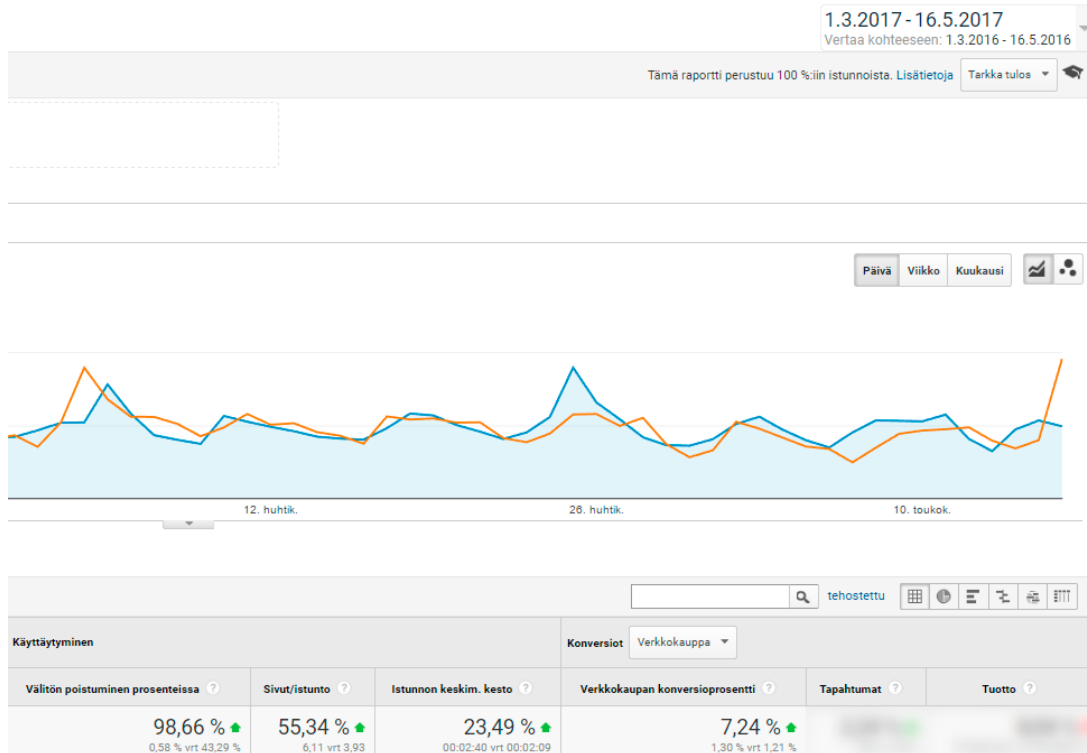 1.3.2017 - 16.5.2017
Vertaa kohteeseen: 1.3.2016 - 16.5.2016
Tämä raportti perustuu 100 %:iin istunnoista. Lisätietoja Tarkka tulos
Päivä Viikko Kuukausi
12. huhtik. 26. huhtik. 10. toukok.
tehostettu
Käyttäytyminen Konversiot Verkkokauppa
Välitön poistuminen prosenteissa ? Sivut/istunto ? Istunnon keskim. kesto ? Verkkokaupan konversioprosentti ? Tapahtumat ? Tuotto ?
98,66 % 55,34 % 23,49 % 7,24 %
0,58 % vrt 43,29 % 6,11 vrt 3,93 00:02:40 vrt 00:02:09 1,30 % vrt 1,21 %